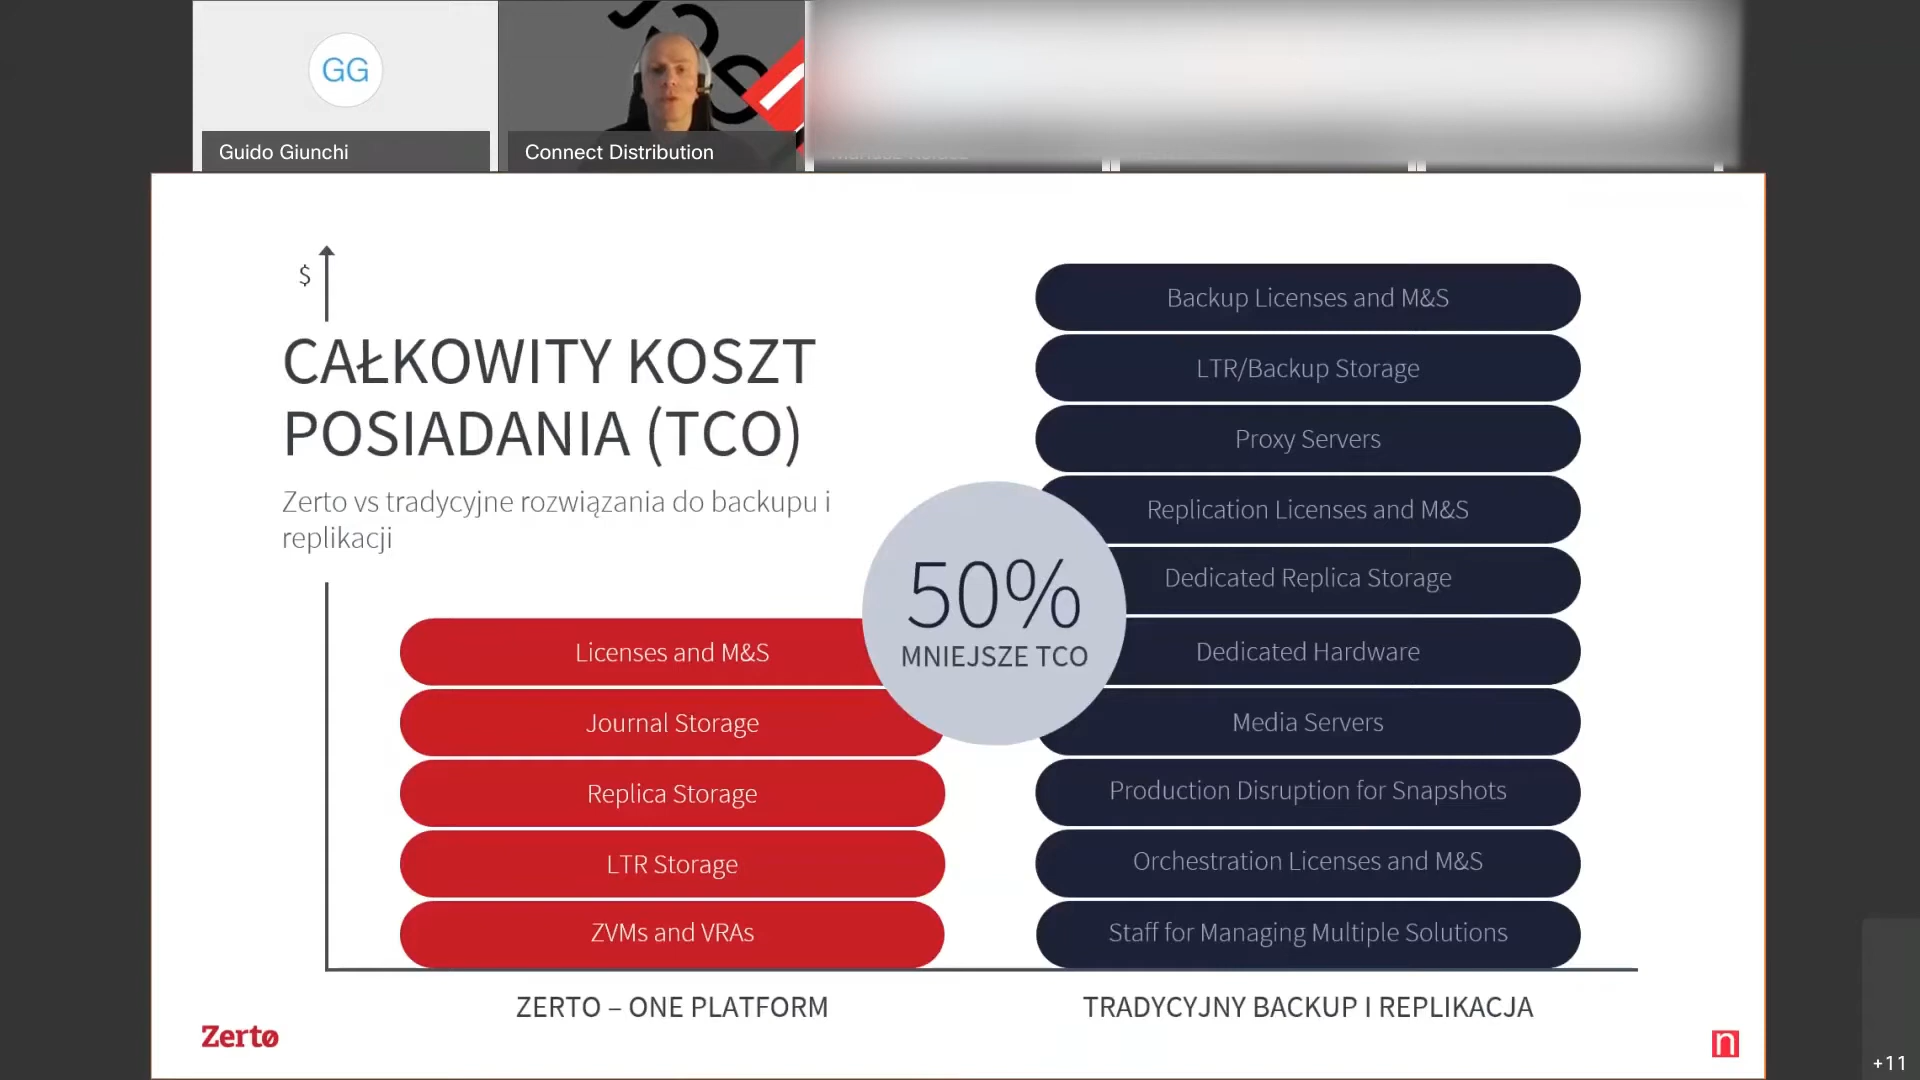 GG
Guido Giunchi
Connect Distribution
$
CAŁKOWITY KOSZT
POSIADANIA (TCO)
Zerto vs tradycyjne rozwiązania do backupu i
replikacji
50%
MNIEJSZE TCO
Licenses and M&S
Journal Storage
Replica Storage
LTR Storage
ZVMs and VRAs
ZERTO – ONE PLATFORM
Backup Licenses and M&S
LTR/Backup Storage
Proxy Servers
Replication Licenses and M&S
Dedicated Replica Storage
Dedicated Hardware
Media Servers
Production Disruption for Snapshots
Orchestration Licenses and M&S
Staff for Managing Multiple Solutions
TRADYCYJNY BACKUP I REPLIKACJA
Zerto
n
+11